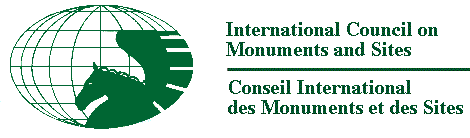 International Council on
Monuments and Sites
Conseil International
des Monuments et des Sites